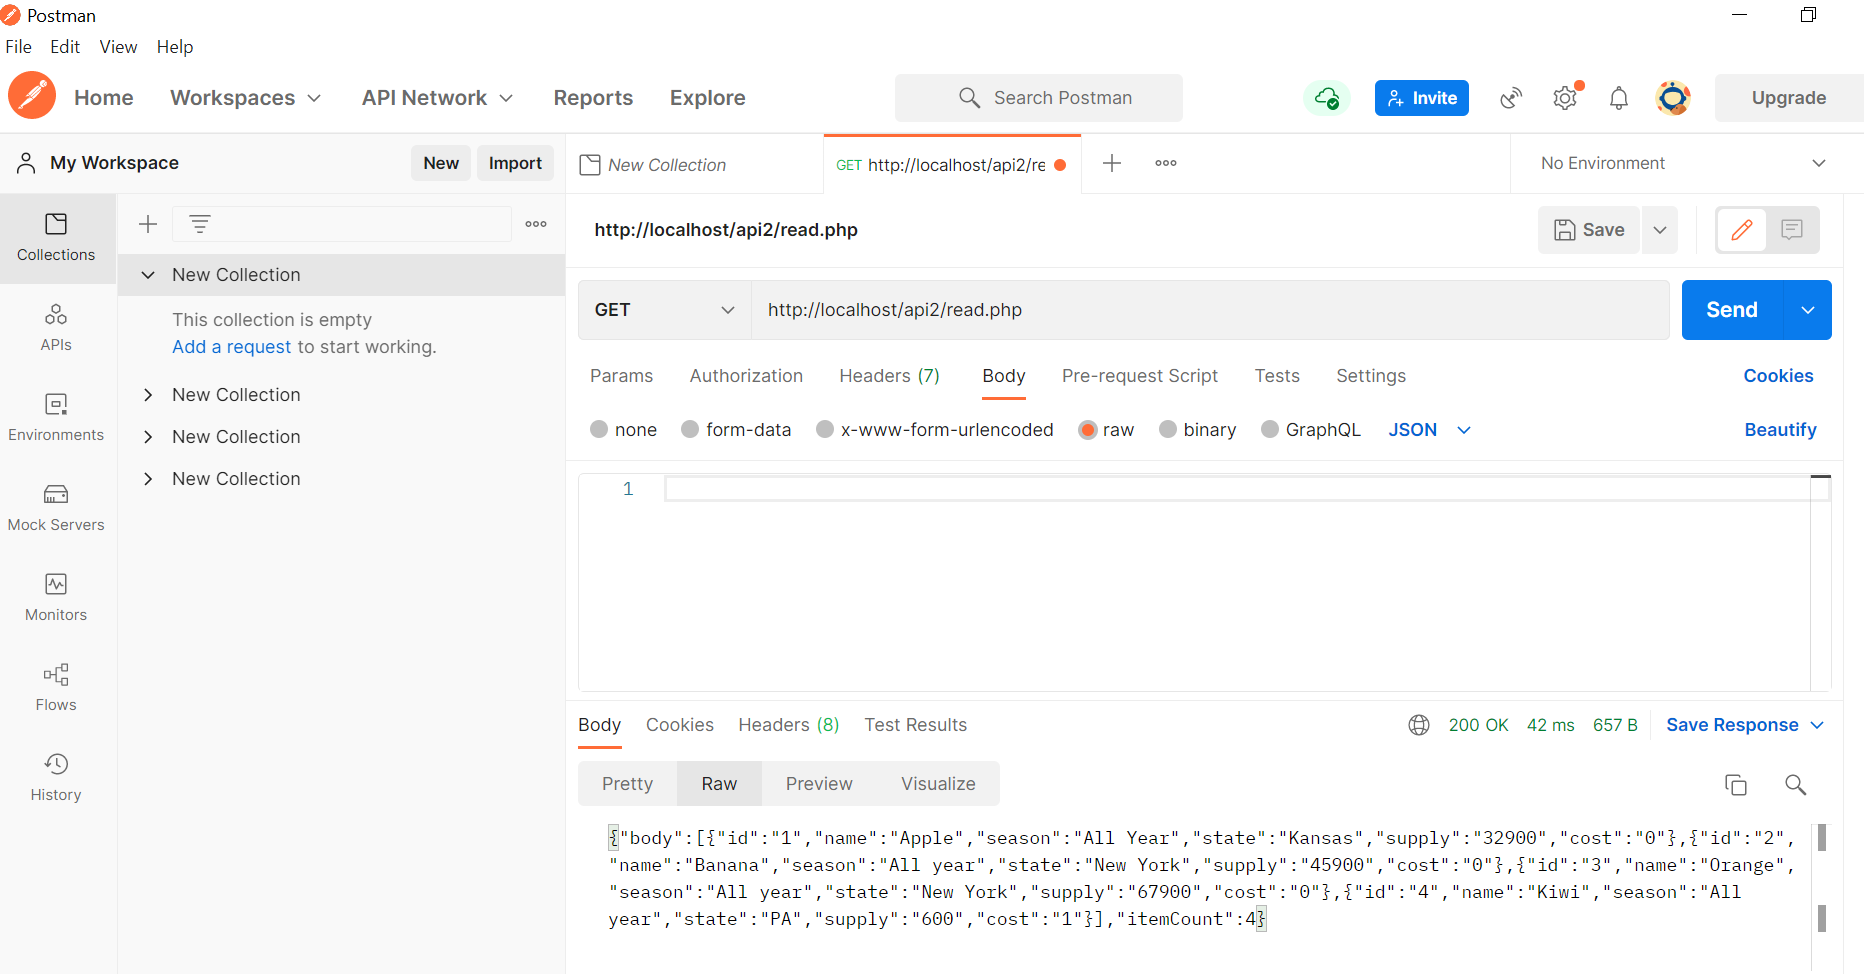 Postman
File Edit View Help
Home Workspaces API Network Reports Explore Search Postman Invite Upgrade
My Workspace New Import
New Collection GET http://localhost/api2/re No Environment
Collections
http://localhost/api2/read.php Save
New Collection
GET http://localhost/api2/read.php Send
This collection is empty
Add a request to start working.
APIs
Params Authorization Headers (7) Body Pre-request Script Tests Settings Cookies
New Collection
none form-data x-www-form-urlencoded raw binary GraphQL JSON Beautify
Environments
New Collection
New Collection
1
Mock Servers
Monitors
Flows
Body Cookies Headers (8) Test Results 200 OK 42 ms 657 B Save Response
History
Pretty Raw Preview Visualize
{"body":[{"id":"1","name":"Apple","season":"All Year","state":"Kansas","supply":"32900","cost":"0"},{"id":"2",
"name":"Banana","season":"All year","state":"New York","supply":"45900","cost":"0"},{"id":"3","name":"Orange",
"season":"All year","state":"New York","supply":"67900","cost":"0"},{"id":"4","name":"Kiwi","season":"All
year","state":"PA","supply":"600","cost":"1"}],"itemCount":4}